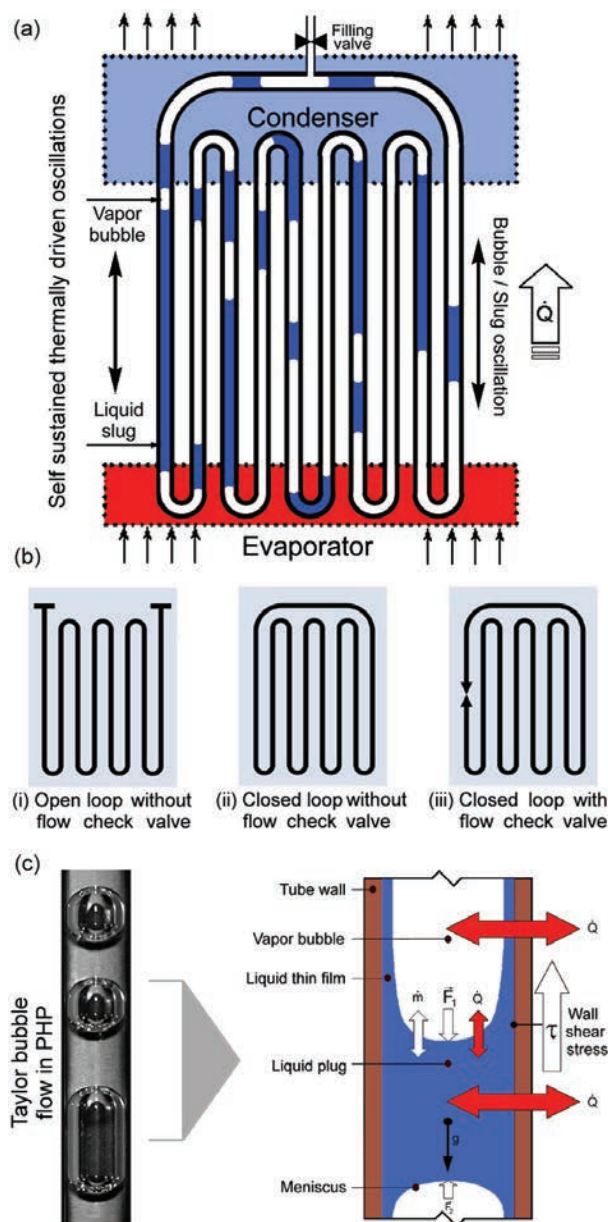 (a)
Filling
valve
Condenser
Self sustained thermally driven oscillations
Vapor
bubble
Bubble / Slug oscillation
Q̇
Liquid
slug
Evaporator
(b)
(i) Open loop without
flow check valve
(ii) Closed loop without
flow check valve
(iii) Closed loop with
flow check valve
(c)
Taylor bubble
flow in PHP
Tube wall
Vapor bubble
Q̇
Liquid thin film
ṁ
F⃗₁
Q̇
τ
Wall
shear
stress
Liquid plug
Q̇
g
Meniscus
F⃗₂